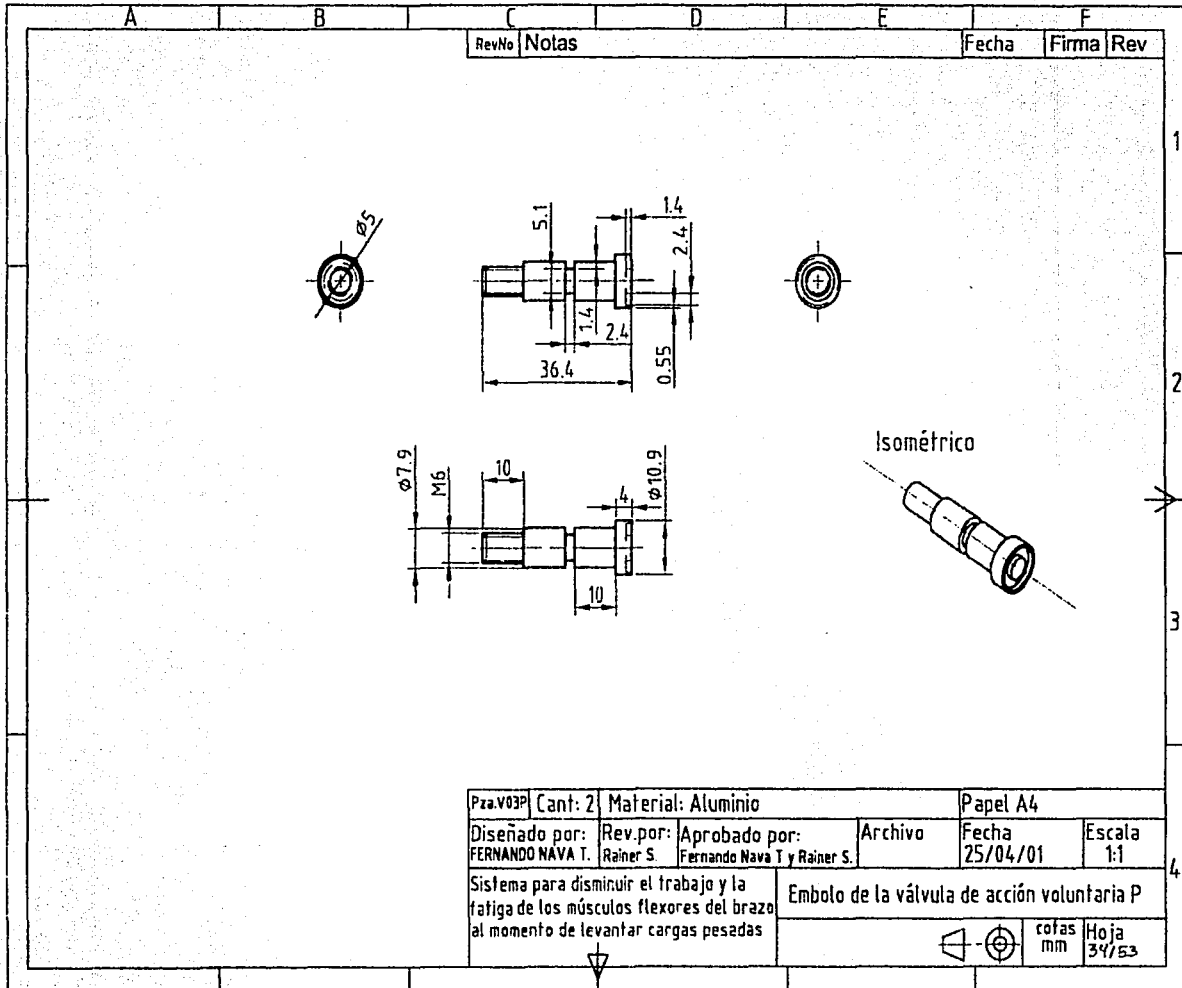 A B C D E F
RevNo Notas Fecha Firma Rev
1
2
3
4
ø5
5.1
1.4
2.4
1.4
2.4
0.55
36.4
Isométrico
ø7.9
M6
10
4
ø10.9
10
Pza.V03P Cant: 2 Material: Aluminio Papel A4
Diseñado por: Rev.por: Aprobado por: Archivo Fecha Escala
FERNANDO NAVA T. Rainer S. Fernando Nava T y Rainer S. 25/04/01 1:1
Sistema para disminuir el trabajo y la
fatiga de los músculos flexores del brazo
al momento de levantar cargas pesadas
Embolo de la válvula de acción voluntaria P
cotas
mm
Hoja
34/53